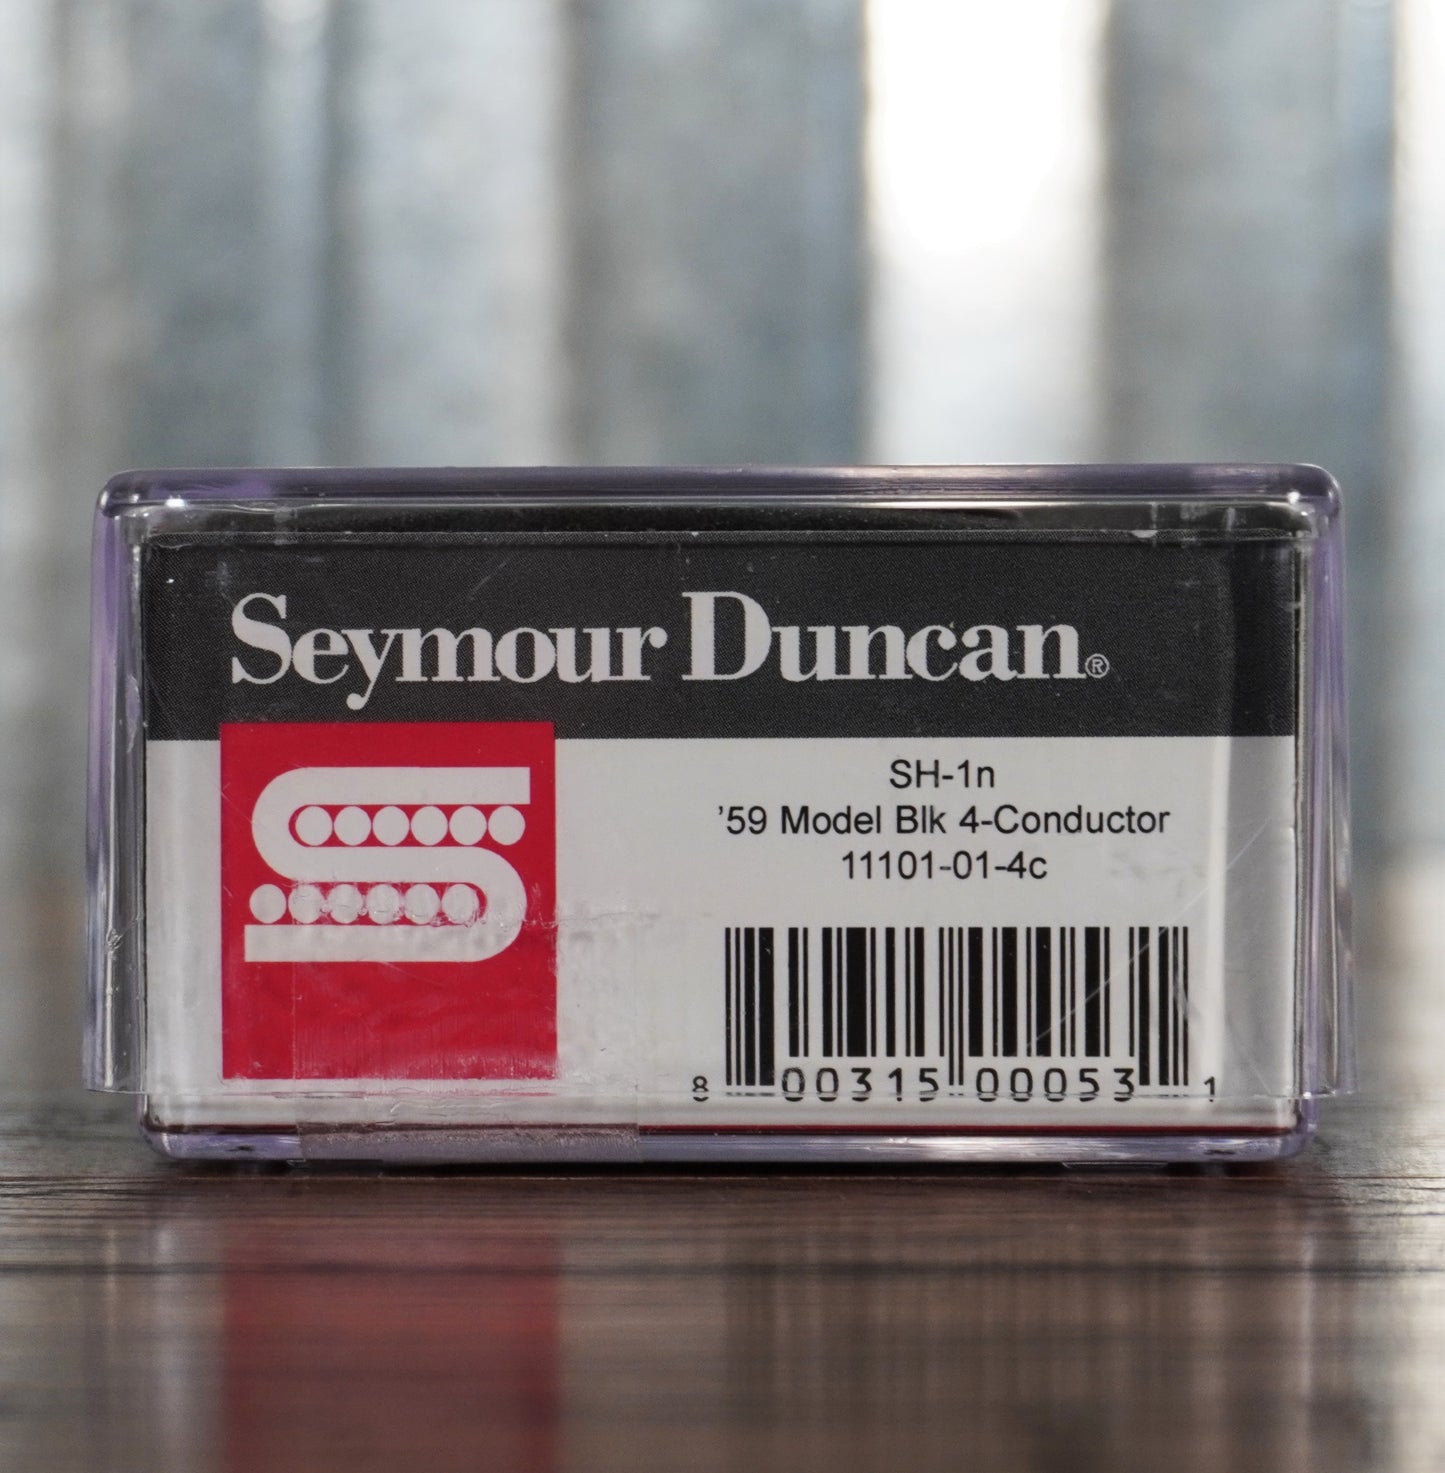 Seymour Duncan®
SH-1n
’59 Model Blk 4-Conductor
11101-01-4c
8 00315 00053 1